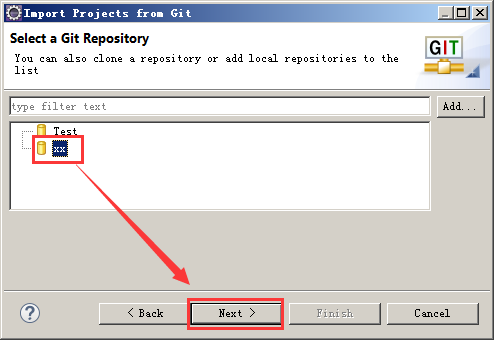 Import Projects from Git
Select a Git Repository
You can also clone a repository or add local repositories to the
list
GIT
type filter text
Add...
Test
xx
?
< Back
Next >
Finish
Cancel